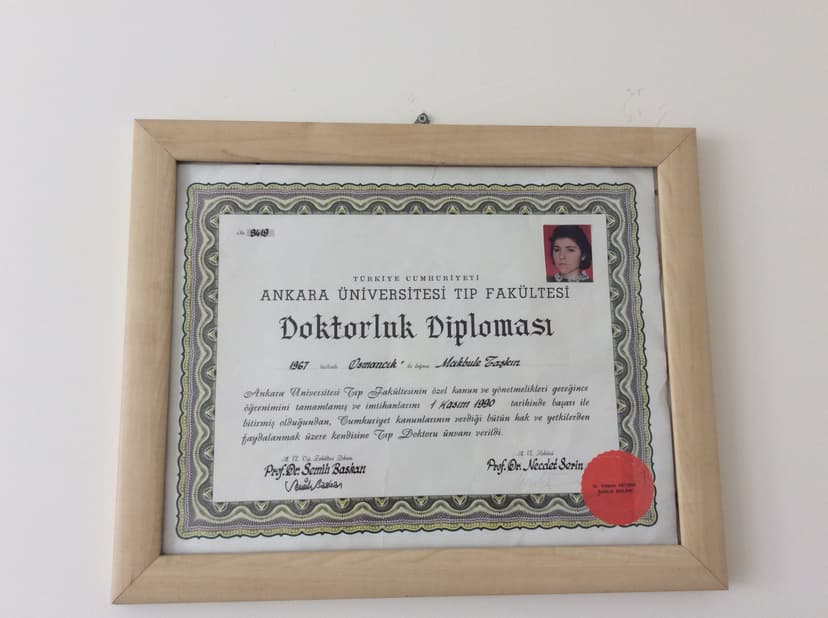 No 9419
TÜRKİYE CUMHURİYETİ
ANKARA ÜNİVERSİTESİ TIP FAKÜLTESİ
Doktorluk Diploması
1967 Osmancık' da doğma Makbule Taşkın
Ankara Üniversitesi Tıp Fakültesinin özel kanun ve yönetmelikleri gereğince
öğrenimini tamamlamış ve imtihanlarını 1 Kasım 1990 tarihinde başarı ile
bitirmiş olduğundan, Cumhuriyet kanunlarının verdiği bütün hak ve yetkilerden
faydalanmak üzere kendisine Tıp Doktoru ünvanı verildi.
A. Ü. Tıp Fakültesi Dekanı
A. Ü. Rektörü
Prof. Dr. Semih Baskan
Prof. Dr. Necdet Serin